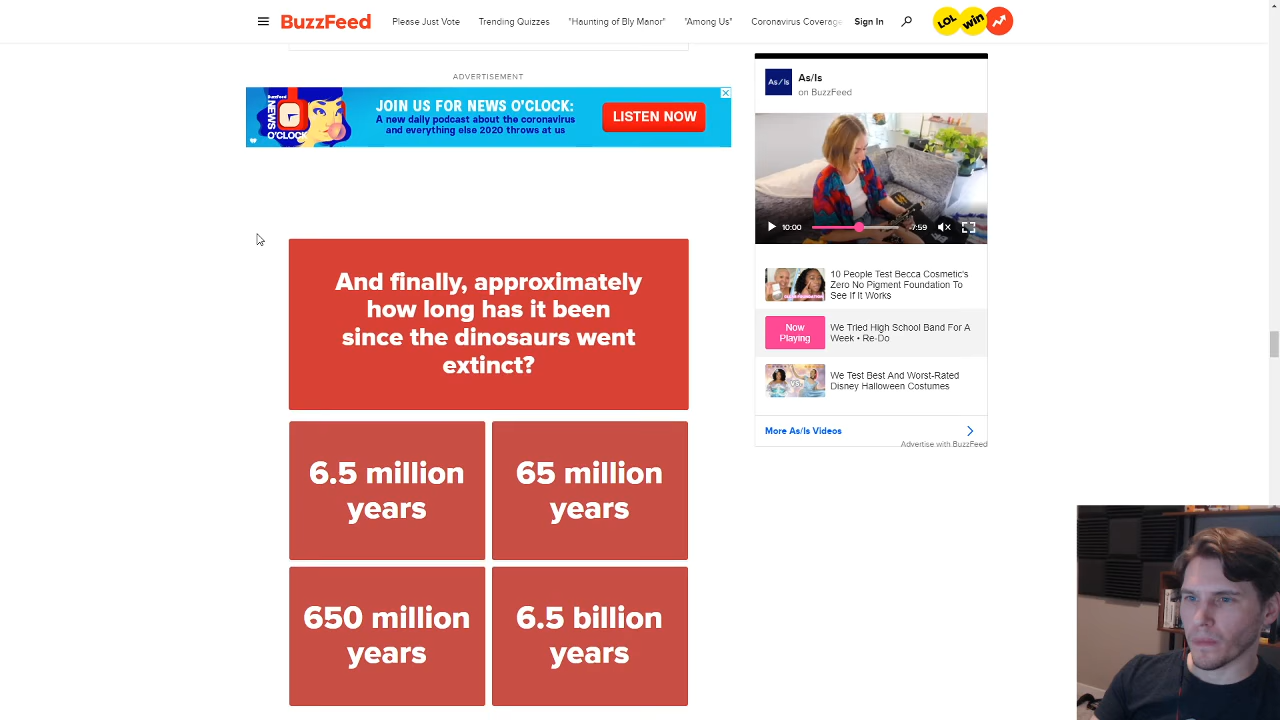 BuzzFeed
Please Just Vote
Trending Quizzes
"Haunting of Bly Manor"
"Among Us"
Coronavirus Coverage
Sign In
LOL
win
ADVERTISEMENT
BuzzFeed
NEWS
O'CLOCK
JOIN US FOR NEWS O'CLOCK:
A new daily podcast about the coronavirus
and everything else 2020 throws at us
LISTEN NOW
And finally, approximately
how long has it been
since the dinosaurs went
extinct?
6.5 million
years
65 million
years
650 million
years
6.5 billion
years
As/Is
As/Is
on BuzzFeed
10:00
-7:59
10 People Test Becca Cosmetic's
Zero No Pigment Foundation To
See If It Works
Now
Playing
We Tried High School Band For A
Week • Re-Do
We Test Best And Worst-Rated
Disney Halloween Costumes
More As/Is Videos
Advertise with BuzzFeed